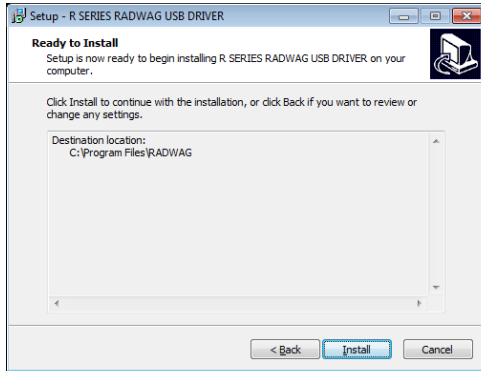 Setup - R SERIES RADWAG USB DRIVER
Ready to Install
Setup is now ready to begin installing R SERIES RADWAG USB DRIVER on your
computer.
Click Install to continue with the installation, or click Back if you want to review or
change any settings.
Destination location:
C:\Program Files\RADWAG
< Back
Install
Cancel